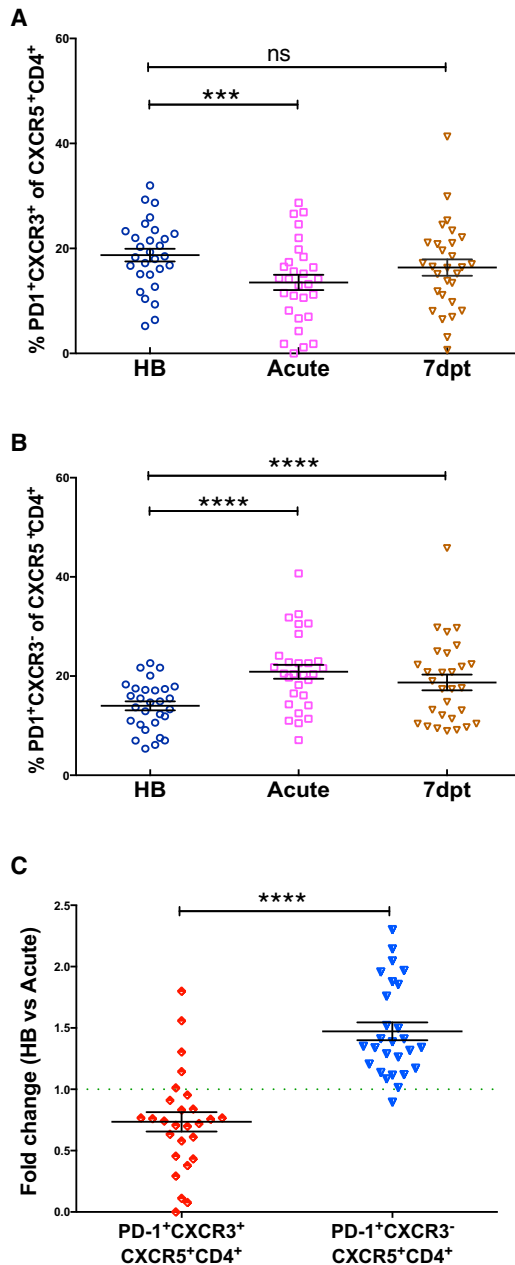 A
% PD1⁺CXCR3⁺ of CXCR5⁺CD4⁺
60
40
20
0
ns
***
HB
Acute
7dpt
B
% PD1⁺CXCR3⁻ of CXCR5⁺CD4⁺
60
40
20
0
****
****
HB
Acute
7dpt
C
Fold change (HB vs Acute)
2.5
2.0
1.5
1.0
0.5
0.0
****
PD-1⁺CXCR3⁺
CXCR5⁺CD4⁺
PD-1⁺CXCR3⁻
CXCR5⁺CD4⁺